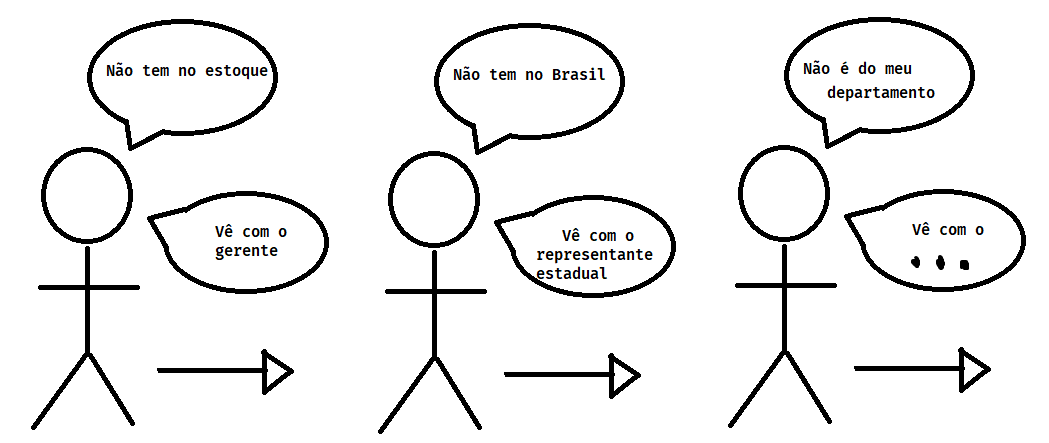 Não tem no estoque
Vê com o
gerente
Não tem no Brasil
Vê com o
representante
estadual
Não é do meu
departamento
Vê com o
...